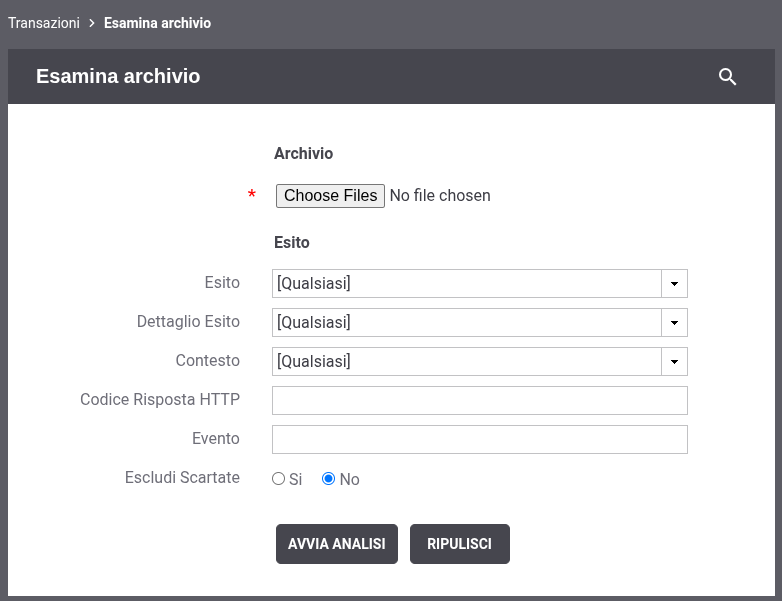 Transazioni > Esamina archivio
Esamina archivio
Archivio
* Choose Files No file chosen
Esito
Esito [Qualsiasi]
Dettaglio Esito [Qualsiasi]
Contesto [Qualsiasi]
Codice Risposta HTTP
Evento
Escludi Scartate Si No
AVVIA ANALISI RIPULISCI